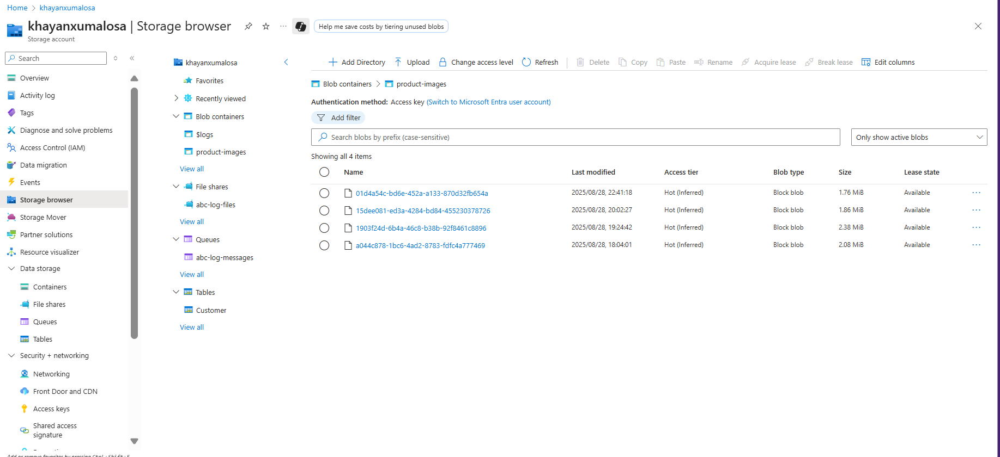 Home > khayanxumalosa
khayanxumalosa | Storage browser
Storage account
Help me save costs by tiering unused blobs
Search
Overview
Activity log
Tags
Diagnose and solve problems
Access Control (IAM)
Data migration
Events
Storage browser
Storage Mover
Partner solutions
Resource visualizer
Data storage
Containers
File shares
Queues
Tables
Security + networking
Networking
Front Door and CDN
Access keys
Shared access
signature
Add or remove favorites by pressing Ctrl+Shift+F
khayanxumalosa
Favorites
Recently viewed
Blob containers
$logs
product-images
View all
File shares
abc-log-files
View all
Queues
abc-log-messages
View all
Tables
Customer
View all
Add Directory Upload Change access level Refresh Delete Copy Paste Rename Acquire lease Break lease Edit columns
Blob containers > product-images
Authentication method: Access key (Switch to Microsoft Entra user account)
Add filter
Search blobs by prefix (case-sensitive) Only show active blobs
Showing all 4 items
Name Last modified Access tier Blob type Size Lease state
01d4a54c-bd6e-452a-a133-870d32fb654a 2025/08/28, 22:41:18 Hot (Inferred) Block blob 1.76 MiB Available
15dee081-ed3a-4284-bd84-455230378726 2025/08/28, 20:02:27 Hot (Inferred) Block blob 1.86 MiB Available
1903f24d-6b4a-46c8-b38b-92f8461c8896 2025/08/28, 19:24:42 Hot (Inferred) Block blob 2.38 MiB Available
a044c878-1bc6-4ad2-8783-fdfc4a777469 2025/08/28, 18:04:01 Hot (Inferred) Block blob 2.08 MiB Available